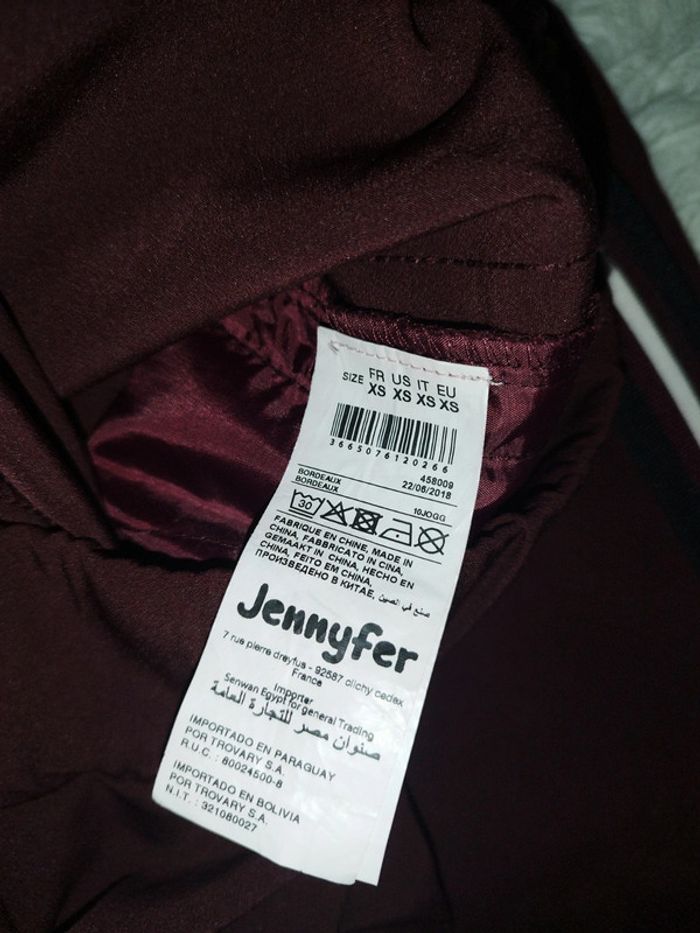 SIZE FR US IT EU
XS XS XS XS
3665076120266
458009
BORDEAUX 22/06/2018
BORDEAUX
10JOGG
30
FABRIQUE EN CHINE, MADE IN
CHINA, FABBRICATO IN CINA,
GEMAAKT IN CHINA, HECHO EN
CHINA, FEITO EM CHINA,
ПРОИЗВЕДЕНО В КИТАЕ, صنع في الصين
Jennyfer
7 rue pierre dreyfus - 92587 clichy cedex
France
Importer
Serwan Egypt for general Trading
صنوان مصر للتجارة العامة
IMPORTADO EN PARAGUAY
POR TROVARY S.A.
R.U.C. : 80024500-8
IMPORTADO EN BOLIVIA
POR TROVARY S.A.
N.I.T. : 321080027